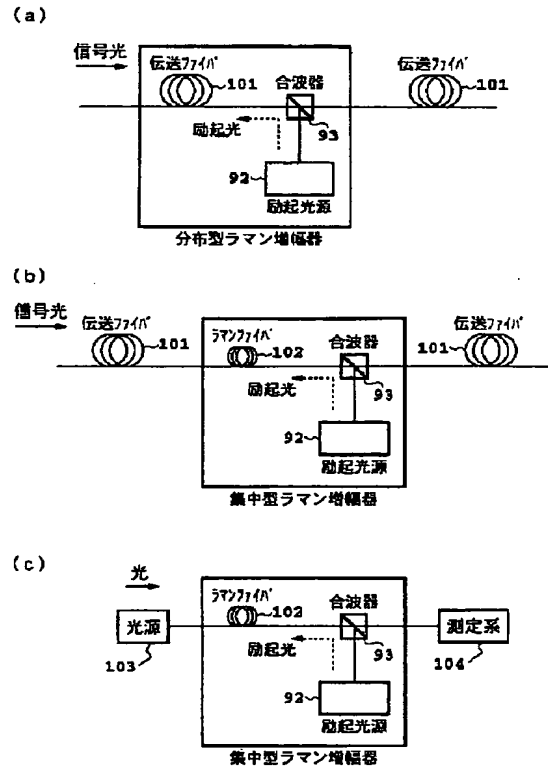 (a)
信号光
伝送ファイバ
101
合波器
93
励起光
92
励起光源
分布型ラマン増幅器
伝送ファイバ
101
(b)
信号光
伝送ファイバ
101
ラマンファイバ
102
合波器
93
励起光
92
励起光源
集中型ラマン増幅器
伝送ファイバ
101
(c)
光
光源
103
ラマンファイバ
102
合波器
93
励起光
92
励起光源
集中型ラマン増幅器
測定系
104